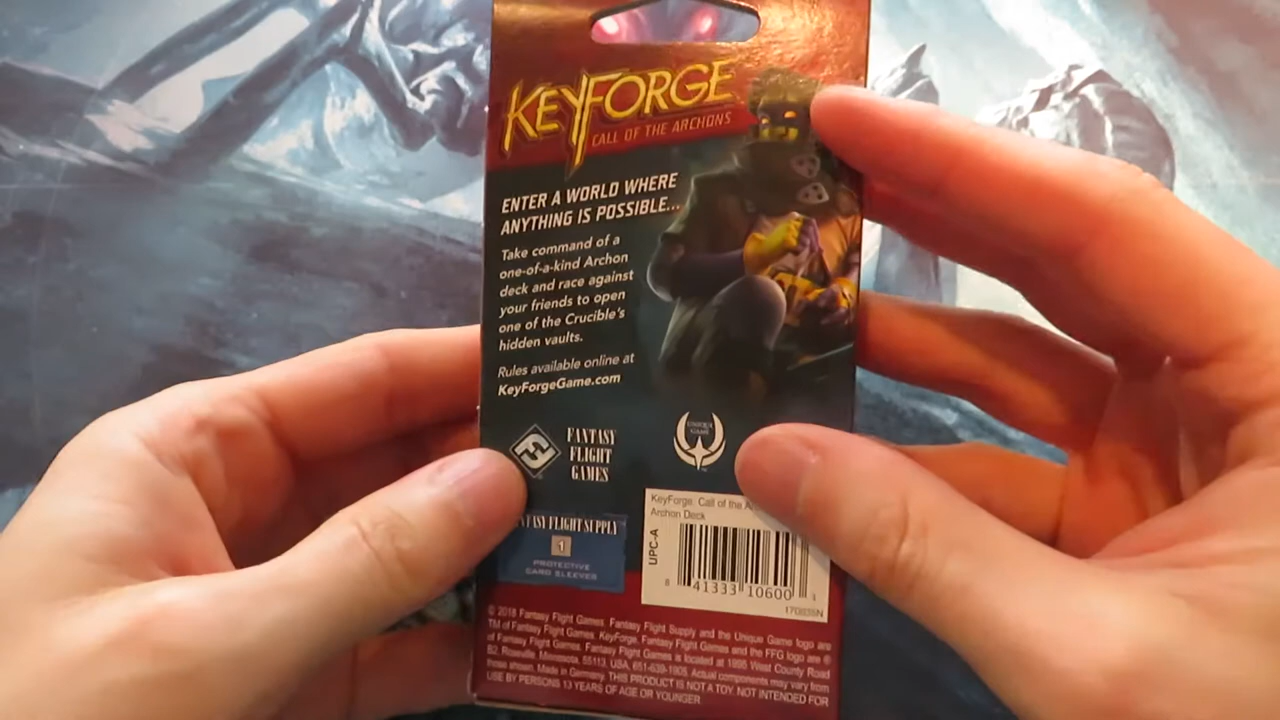 KEYFORGE
CALL OF THE ARCHONS
ENTER A WORLD WHERE
ANYTHING IS POSSIBLE...
Take command of a
one-of-a-kind Archon
deck and race against
your friends to open
one of the Crucible's
hidden vaults.
Rules available online at
KeyForgeGame.com
FANTASY
FLIGHT
GAMES
UNIQUE
GAME
TM
FLIGHT SUPPLY
1
PROTECTIVE
CARD SLEEVES
KeyForge: Call of the
Archon Deck
UPC-A
8 41333 10600 3
© 2018 Fantasy Flight Games. Fantasy Flight Supply and the Unique Game logo are
TM of Fantasy Flight Games. KeyForge, Fantasy Flight Games and the FFG logo are ®
of Fantasy Flight Games. Fantasy Flight Games is located at 1995 West County Road
B2, Roseville, Minnesota, 55113, USA, 651-639-1905. Actual components may vary from
those shown. Made in Germany. THIS PRODUCT IS NOT A TOY. NOT INTENDED FOR
USE BY PERSONS 13 YEARS OF AGE OR YOUNGER.